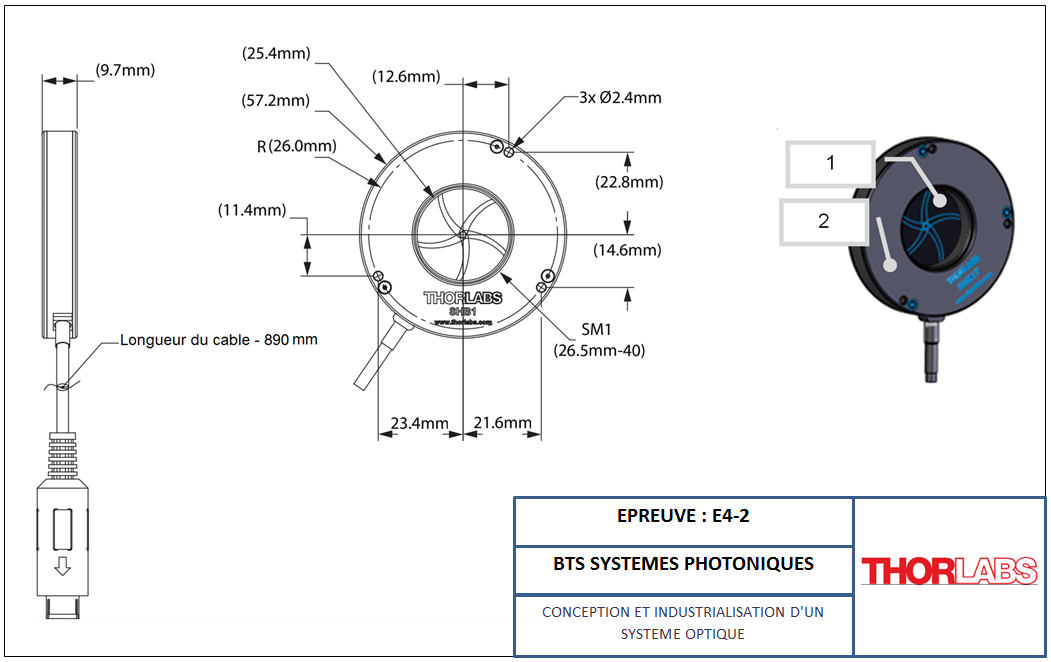 (9.7mm)
(25.4mm)
(12.6mm)
(57.2mm)
3x Ø2.4mm
R(26.0mm)
(22.8mm)
(11.4mm)
(14.6mm)
THORLABS
SHB1
www.thorlabs.com
SM1
(26.5mm-40)
Longueur du cable - 890 mm
23.4mm
21.6mm
1
2
THORLABS
EPREUVE : E4-2
BTS SYSTEMES PHOTONIQUES
CONCEPTION ET INDUSTRIALISATION D'UN
SYSTEME OPTIQUE
THORLABS